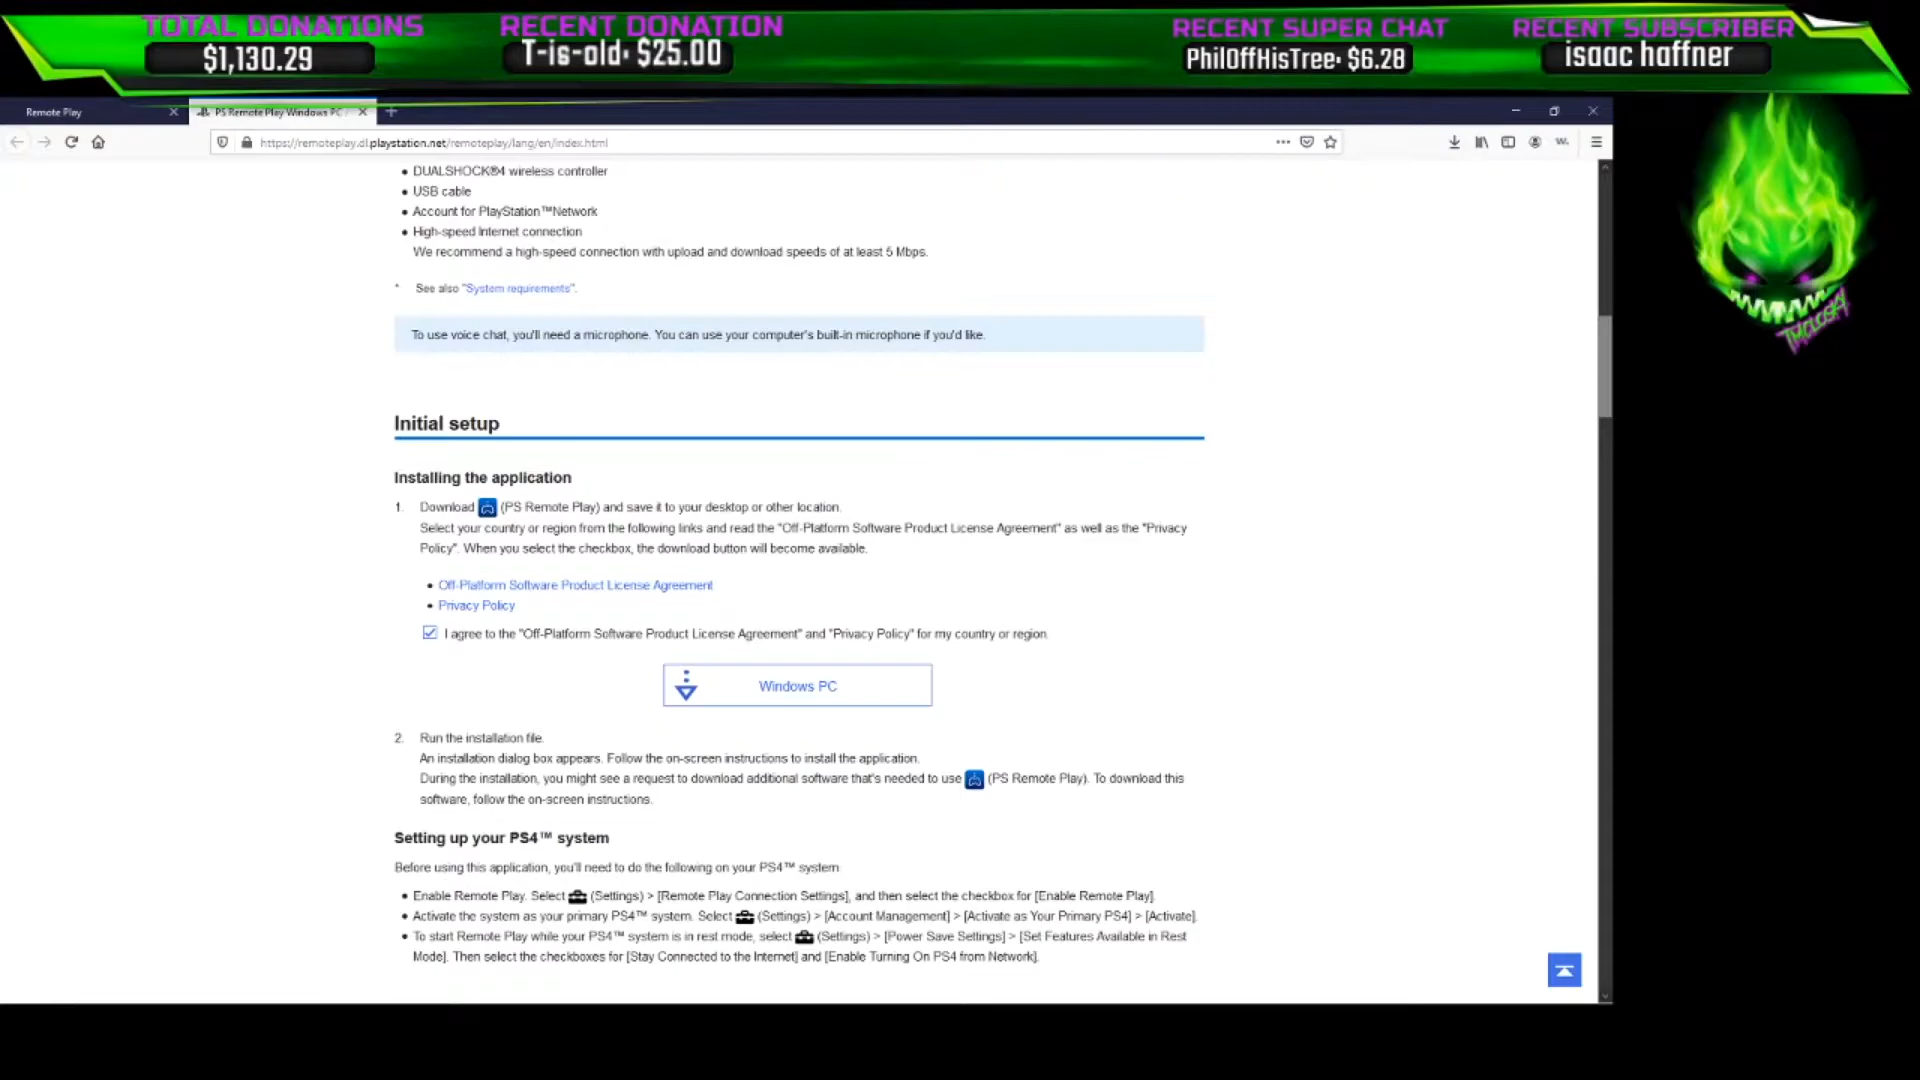 TOTAL DONATIONS
$1,130.29
RECENT DONATION
T-is-old: $25.00
RECENT SUPER CHAT
PhilOffHisTree: $6.28
RECENT SUBSCRIBER
isaac haffner
Remote Play
PS Remote Play Windows PC
https://remoteplay.dl.playstation.net/remoteplay/lang/en/index.html
• DUALSHOCK®4 wireless controller
• USB cable
• Account for PlayStation™Network
• High-speed Internet connection
We recommend a high-speed connection with upload and download speeds of at least 5 Mbps.
* See also "System requirements".
To use voice chat, you'll need a microphone. You can use your computer's built-in microphone if you'd like.
Initial setup
Installing the application
1. Download (PS Remote Play) and save it to your desktop or other location.
Select your country or region from the following links and read the "Off-Platform Software Product License Agreement" as well as the "Privacy
Policy". When you select the checkbox, the download button will become available.
• Off-Platform Software Product License Agreement
• Privacy Policy
I agree to the "Off-Platform Software Product License Agreement" and "Privacy Policy" for my country or region.
Windows PC
2. Run the installation file.
An installation dialog box appears. Follow the on-screen instructions to install the application.
During the installation, you might see a request to download additional software that's needed to use (PS Remote Play). To download this
software, follow the on-screen instructions.
Setting up your PS4™ system
Before using this application, you'll need to do the following on your PS4™ system
• Enable Remote Play. Select (Settings) > [Remote Play Connection Settings], and then select the checkbox for [Enable Remote Play].
• Activate the system as your primary PS4™ system. Select (Settings) > [Account Management] > [Activate as Your Primary PS4] > [Activate].
• To start Remote Play while your PS4™ system is in rest mode, select (Settings) > [Power Save Settings] > [Set Features Available in Rest
Mode]. Then select the checkboxes for [Stay Connected to the Internet] and [Enable Turning On PS4 from Network].